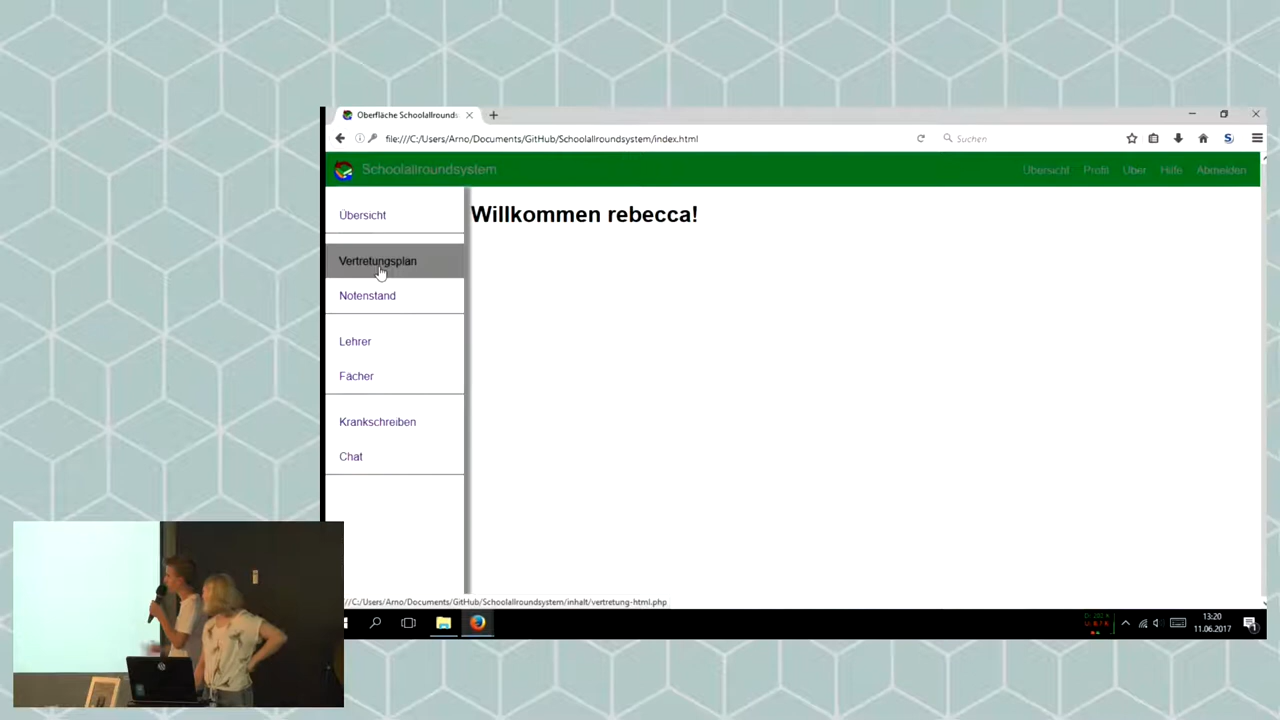 Oberfläche Schoolallrounds
file:///C:/Users/Arno/Documents/GitHub/Schoolallroundsystem/index.html
Suchen
Schoolallroundsystem
Übersicht Profil Über Hilfe Abmelden
Übersicht
Willkommen rebecca!
Vertretungsplan
Notenstand
Lehrer
Fächer
Krankschreiben
Chat
//C:/Users/Arno/Documents/GitHub/Schoolallroundsystem/inhalt/vertretung-html.php
13:20
11.06.2017